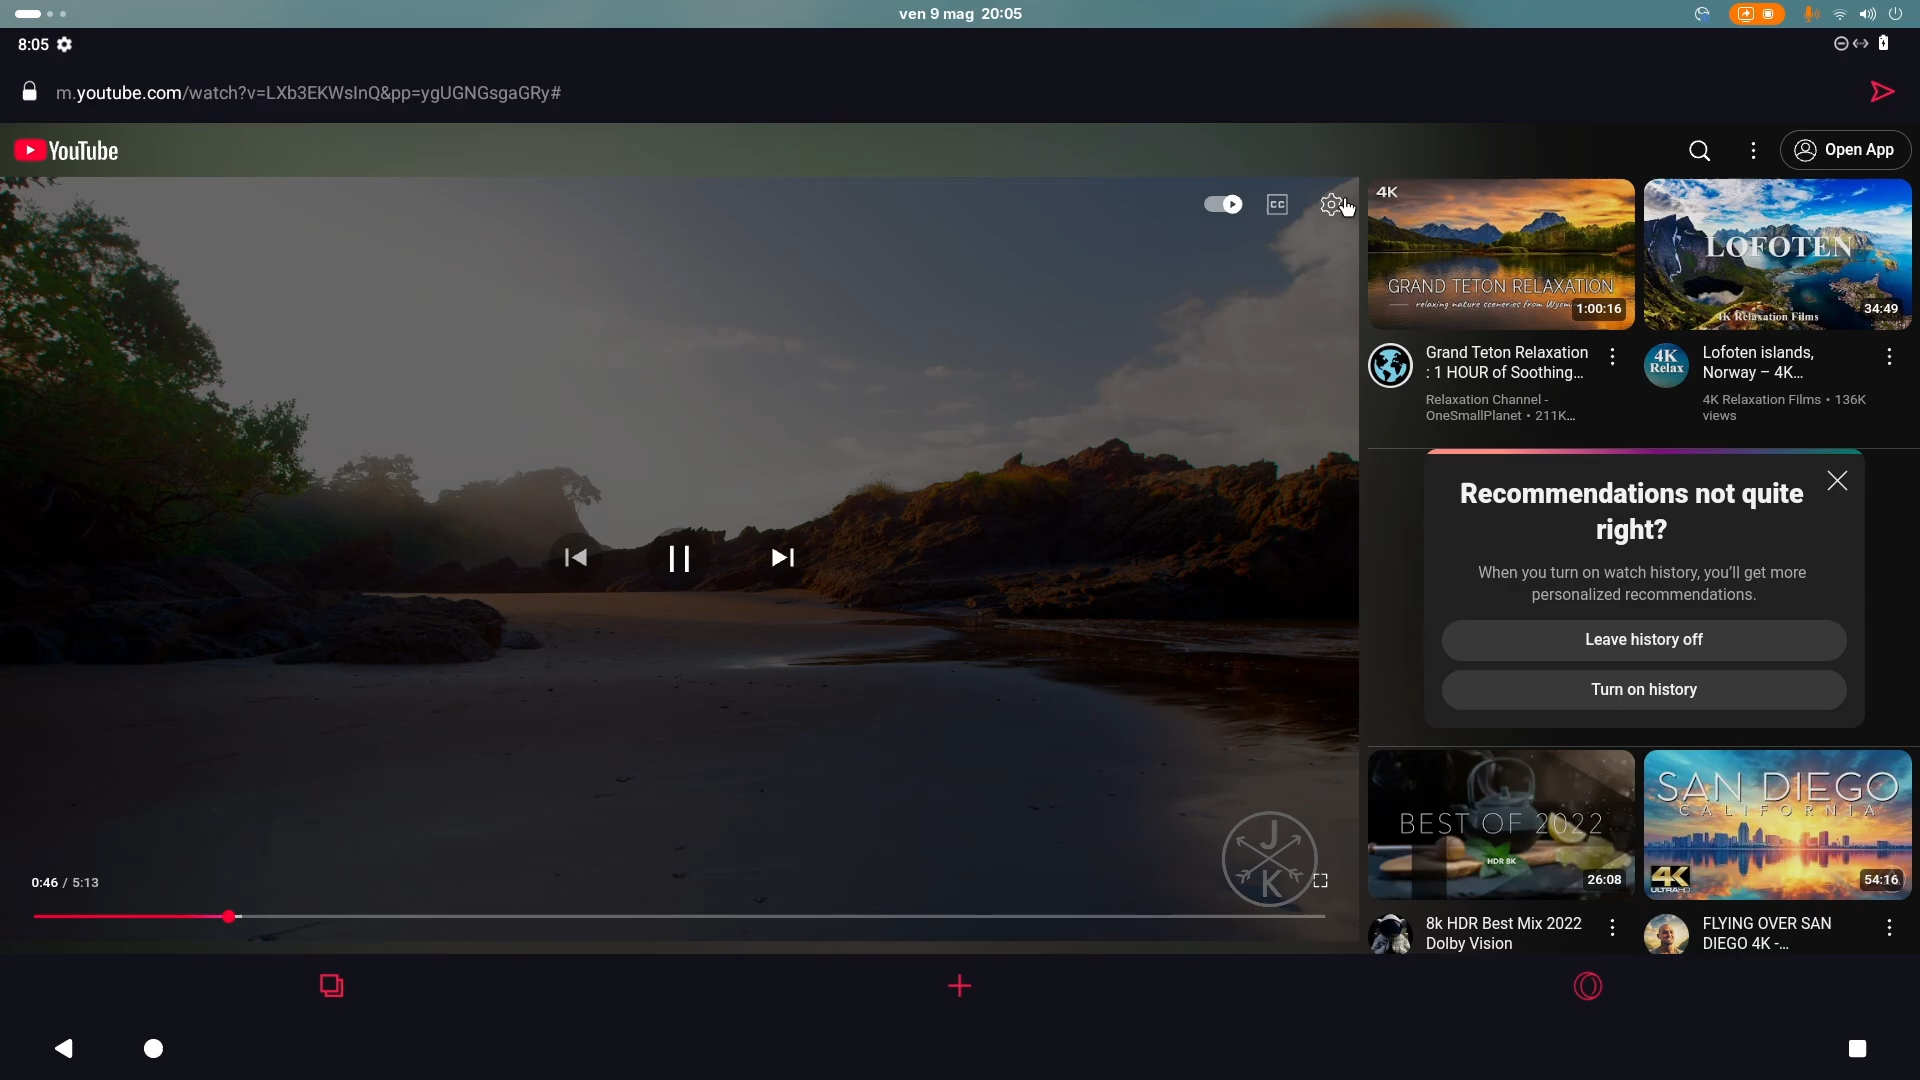 ven 9 mag 20:05
8:05
m.youtube.com/watch?v=LXb3EKWsInQ&pp=ygUGNGsgaGRy#
YouTube
Open App
CC
4K
GRAND TETON RELAXATION
1:00:16
LOFOTEN
4K Relaxation Films
34:49
Grand Teton Relaxation
: 1 HOUR of Soothing...
Relaxation Channel -
OneSmallPlanet • 211K...
4K
Relax
Lofoten islands,
Norway – 4K...
4K Relaxation Films • 136K
views
Recommendations not quite
right?
When you turn on watch history, you’ll get more
personalized recommendations.
Leave history off
Turn on history
J
K
0:46 / 5:13
BEST OF 2022
HDR 8K
26:08
SAN DIEGO
CALIFORNIA
4K
ULTRAHD
54:16
8k HDR Best Mix 2022
Dolby Vision
FLYING OVER SAN
DIEGO 4K -...